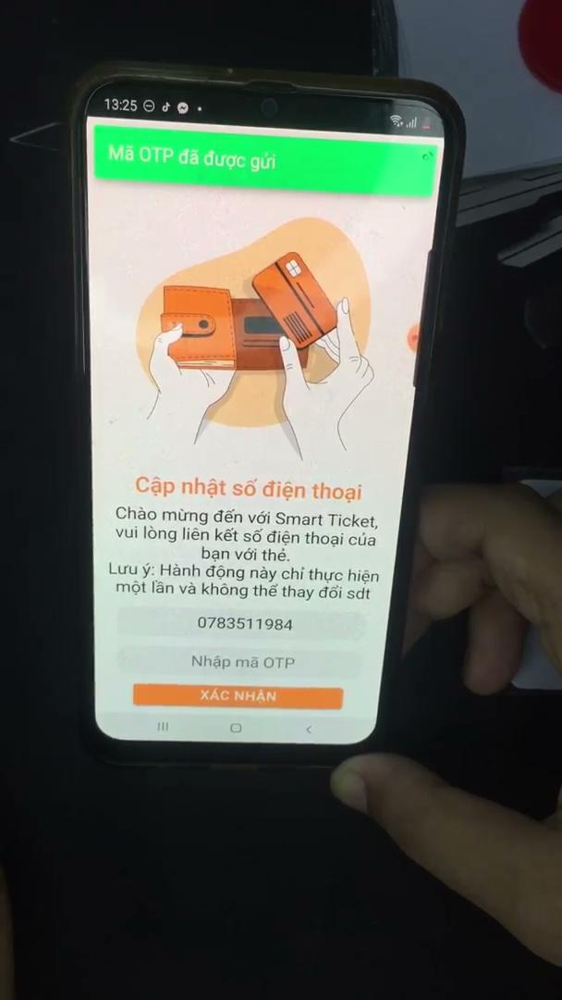 13:25
Mã OTP đã được gửi
Cập nhật số điện thoại
Chào mừng đến với Smart Ticket,
vui lòng liên kết số điện thoại của
bạn với thẻ.
Lưu ý: Hành động này chỉ thực hiện
một lần và không thể thay đổi sdt
0783511984
Nhập mã OTP
XÁC NHẬN